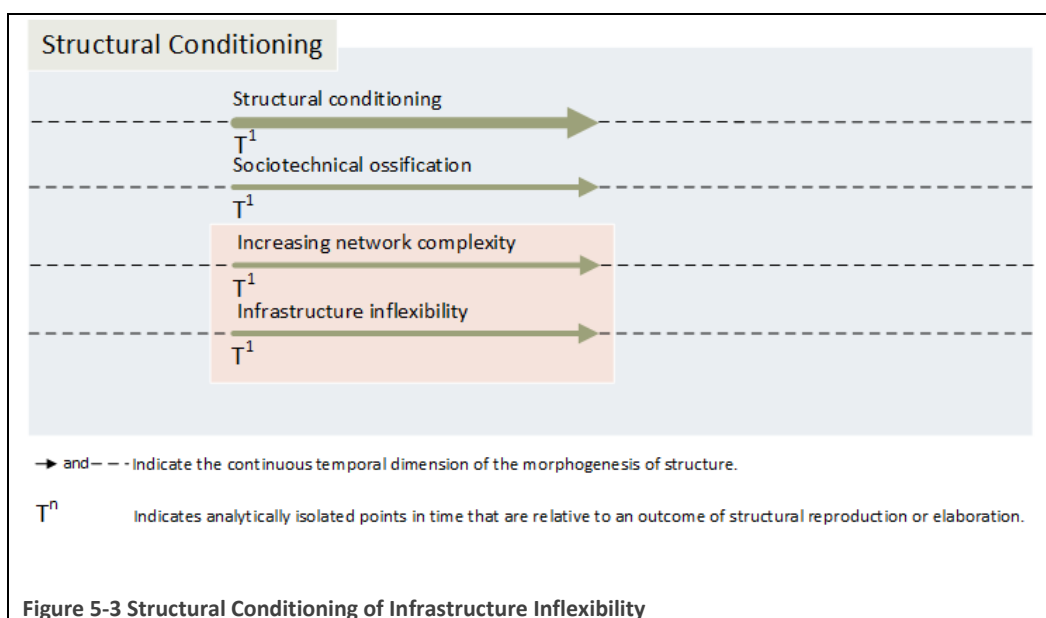 Structural Conditioning
Structural conditioning
T¹
Sociotechnical ossification
T¹
Increasing network complexity
T¹
Infrastructure inflexibility
T¹
and - - - Indicate the continuous temporal dimension of the morphogenesis of structure.
Tⁿ Indicates analytically isolated points in time that are relative to an outcome of structural reproduction or elaboration.
Figure 5-3 Structural Conditioning of Infrastructure Inflexibility